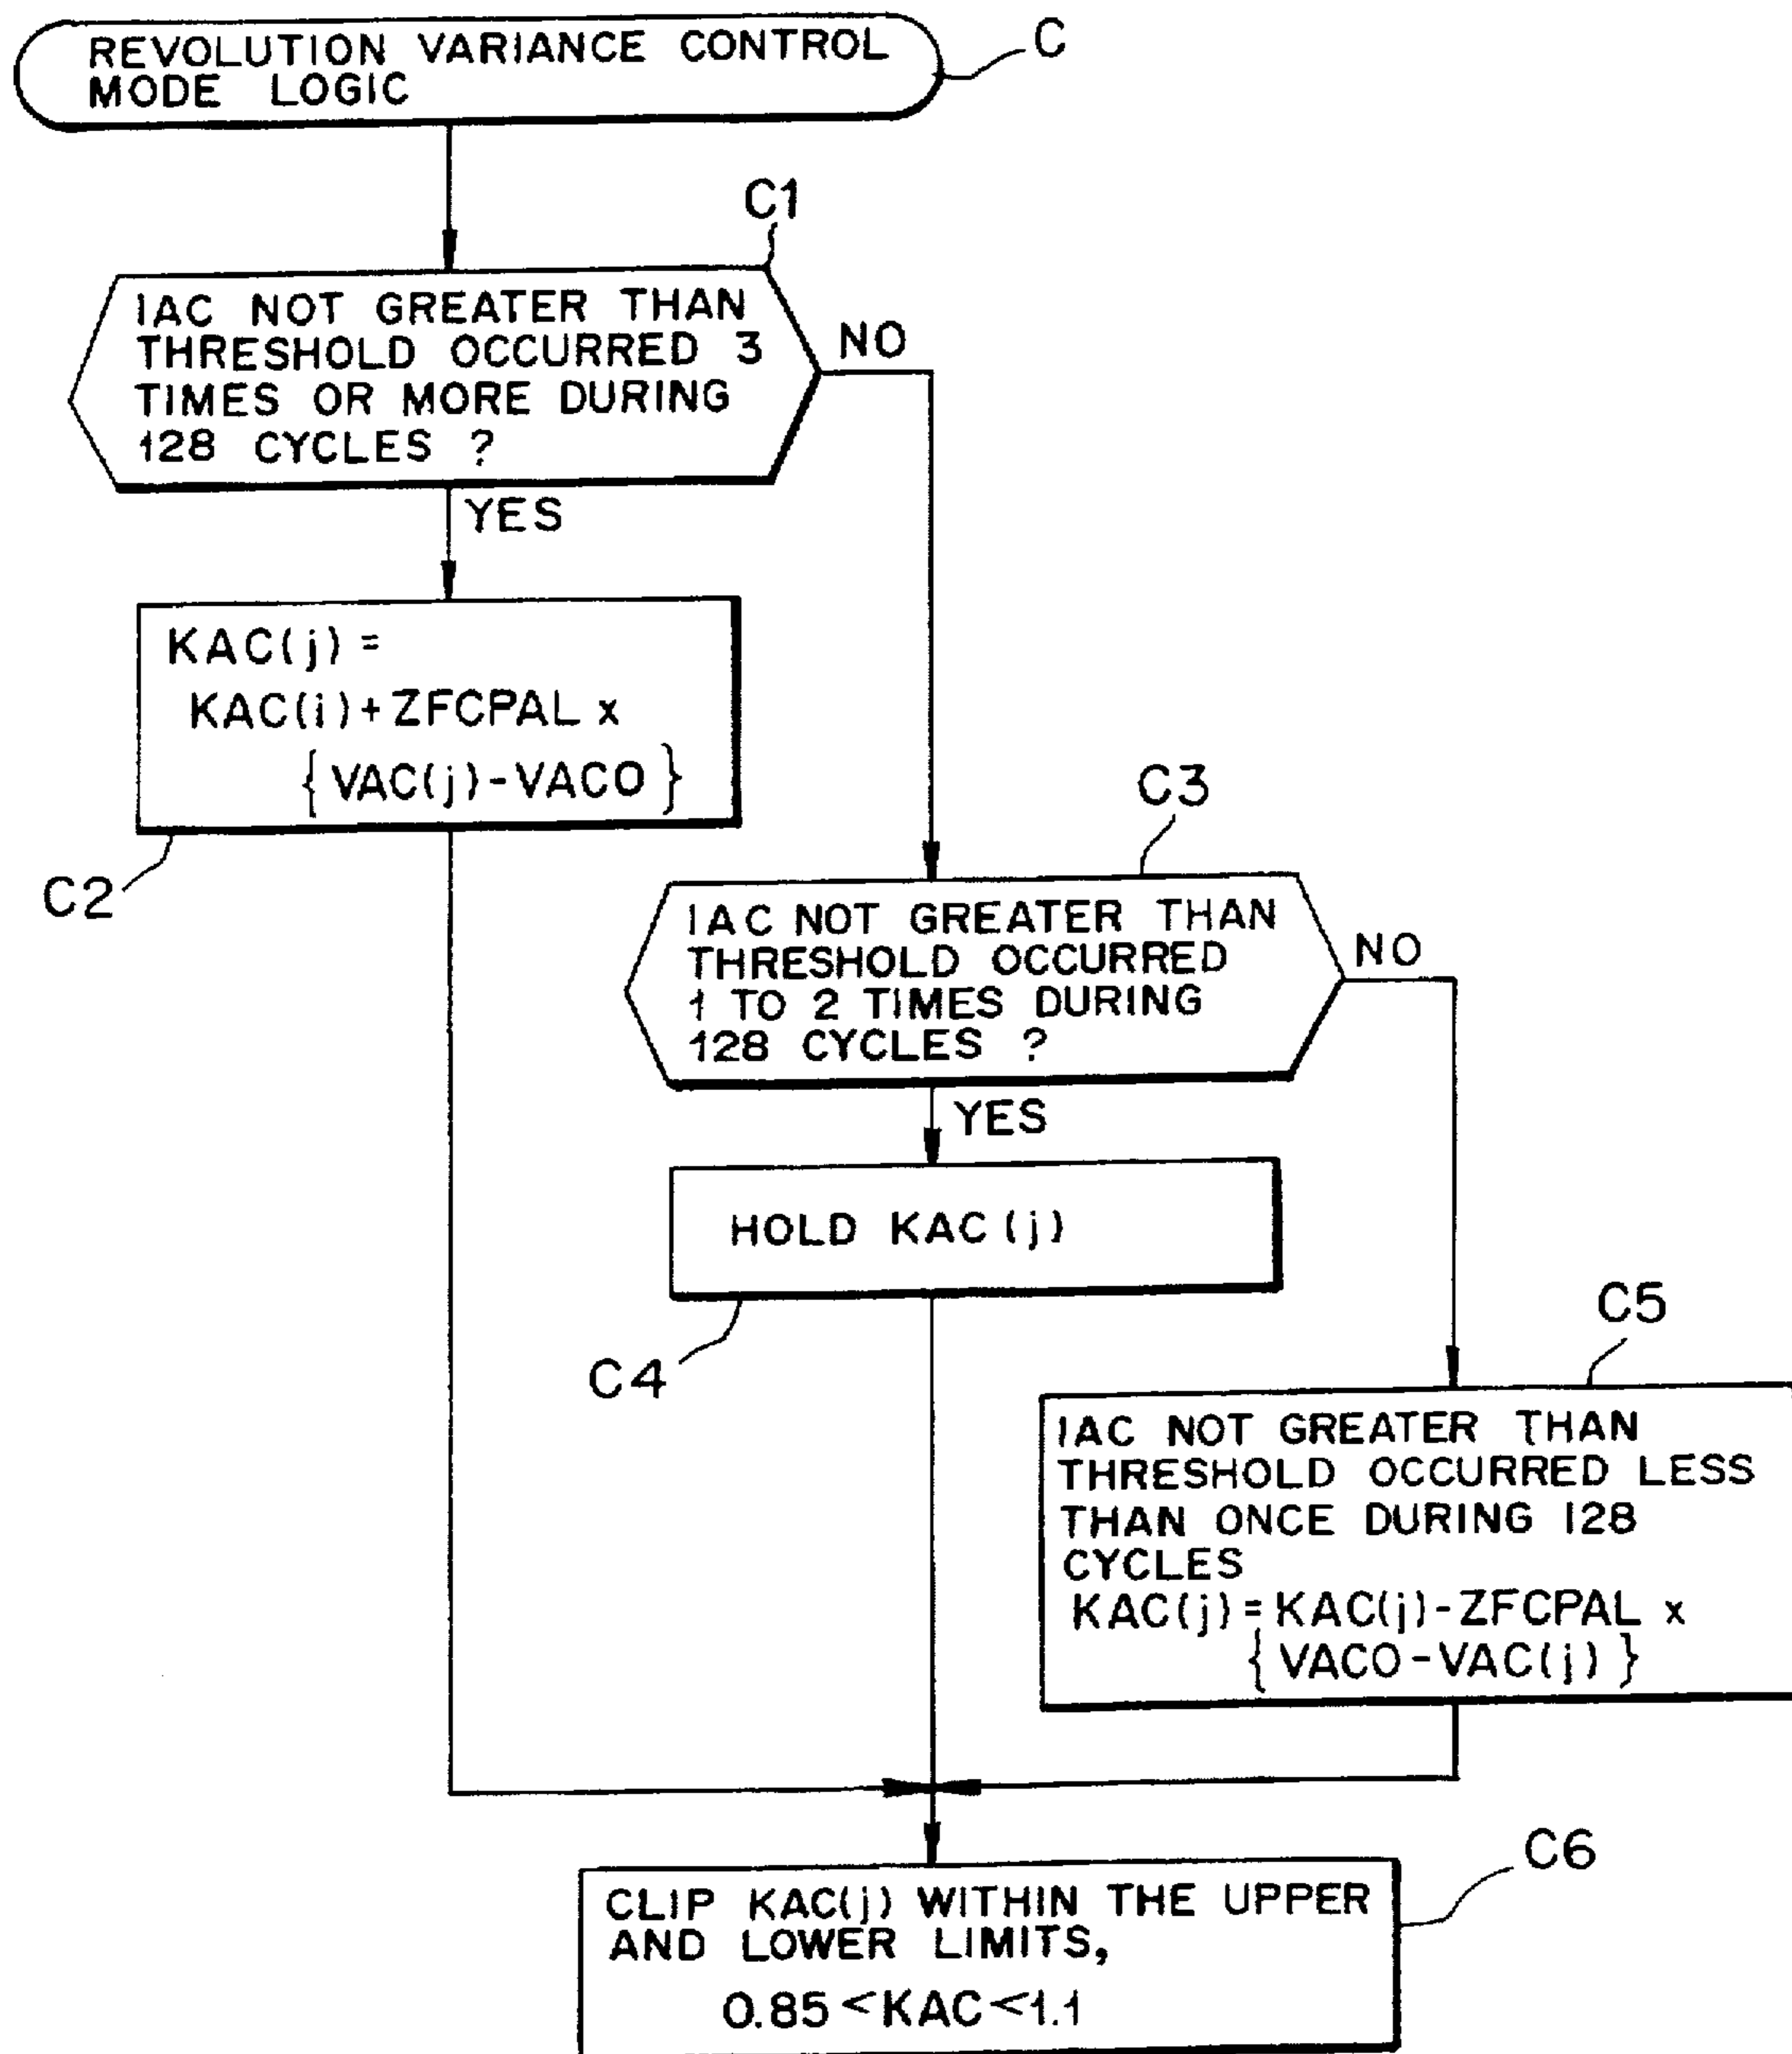 REVOLUTION VARIANCE CONTROL
MODE LOGIC
C
C1
IAC NOT GREATER THAN
THRESHOLD OCCURRED 3
TIMES OR MORE DURING
128 CYCLES ?
NO
YES
KAC(j) =
KAC(i)+ZFCPAL x
{ VAC(j)-VACO }
C2
C3
IAC NOT GREATER THAN
THRESHOLD OCCURRED
1 TO 2 TIMES DURING
128 CYCLES ?
NO
YES
HOLD KAC(j)
C4
C5
IAC NOT GREATER THAN
THRESHOLD OCCURRED LESS
THAN ONCE DURING 128
CYCLES
KAC(j)=KAC(j)-ZFCPAL x
{ VACO-VAC(j) }
C6
CLIP KAC(j) WITHIN THE UPPER
AND LOWER LIMITS,
0.85<KAC<1.1